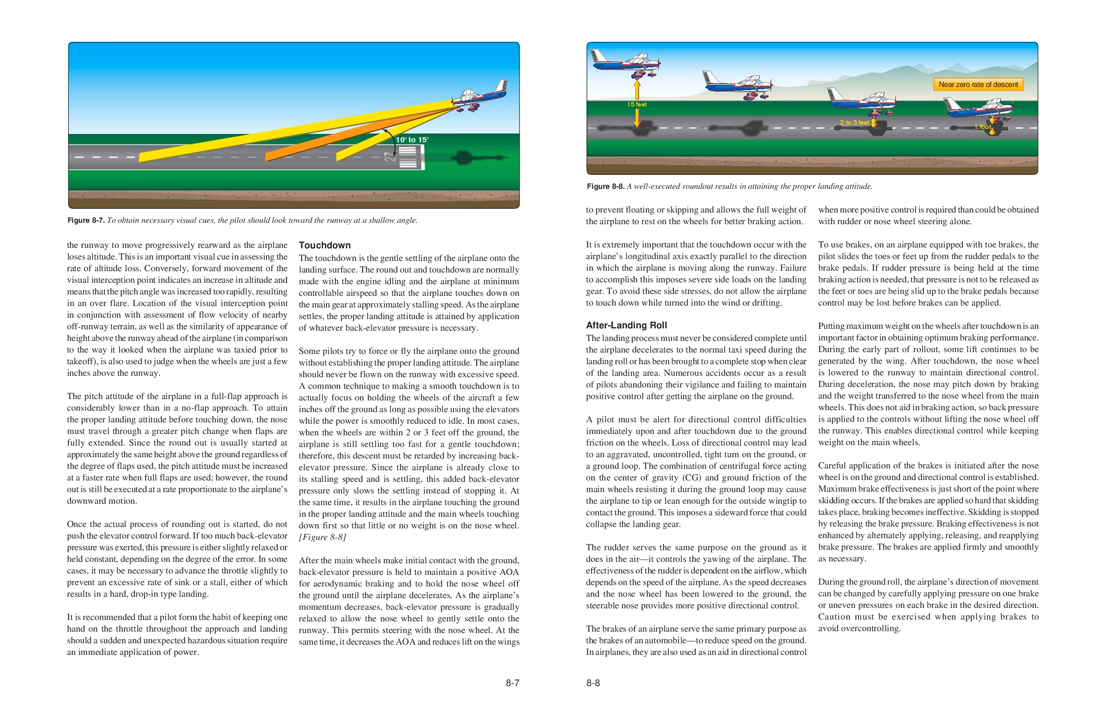 10° to 15°
27
Figure 8-7. To obtain necessary visual cues, the pilot should look toward the runway at a shallow angle.
the runway to move progressively rearward as the airplane
loses altitude. This is an important visual cue in assessing the
rate of altitude loss. Conversely, forward movement of the
visual interception point indicates an increase in altitude and
means that the pitch angle was increased too rapidly, resulting
in an over flare. Location of the visual interception point
in conjunction with assessment of flow velocity of nearby
off-runway terrain, as well as the similarity of appearance of
height above the runway ahead of the airplane (in comparison
to the way it looked when the airplane was taxied prior to
takeoff), is also used to judge when the wheels are just a few
inches above the runway.
The pitch attitude of the airplane in a full-flap approach is
considerably lower than in a no-flap approach. To attain
the proper landing attitude before touching down, the nose
must travel through a greater pitch change when flaps are
fully extended. Since the round out is usually started at
approximately the same height above the ground regardless of
the degree of flaps used, the pitch attitude must be increased
at a faster rate when full flaps are used; however, the round
out is still be executed at a rate proportionate to the airplane's
downward motion.
Once the actual process of rounding out is started, do not
push the elevator control forward. If too much back-elevator
pressure was exerted, this pressure is either slightly relaxed or
held constant, depending on the degree of the error. In some
cases, it may be necessary to advance the throttle slightly to
prevent an excessive rate of sink or a stall, either of which
results in a hard, drop-in type landing.
It is recommended that a pilot form the habit of keeping one
hand on the throttle throughout the approach and landing
should a sudden and unexpected hazardous situation require
an immediate application of power.
Touchdown
The touchdown is the gentle settling of the airplane onto the
landing surface. The round out and touchdown are normally
made with the engine idling and the airplane at minimum
controllable airspeed so that the airplane touches down on
the main gear at approximately stalling speed. As the airplane
settles, the proper landing attitude is attained by application
of whatever back-elevator pressure is necessary.
Some pilots try to force or fly the airplane onto the ground
without establishing the proper landing attitude. The airplane
should never be flown on the runway with excessive speed.
A common technique to making a smooth touchdown is to
actually focus on holding the wheels of the aircraft a few
inches off the ground as long as possible using the elevators
while the power is smoothly reduced to idle. In most cases,
when the wheels are within 2 or 3 feet off the ground, the
airplane is still settling too fast for a gentle touchdown;
therefore, this descent must be retarded by increasing back-
elevator pressure. Since the airplane is already close to
its stalling speed and is settling, this added back-elevator
pressure only slows the settling instead of stopping it. At
the same time, it results in the airplane touching the ground
in the proper landing attitude and the main wheels touching
down first so that little or no weight is on the nose wheel.
[Figure 8-8]
After the main wheels make initial contact with the ground,
back-elevator pressure is held to maintain a positive AOA
for aerodynamic braking and to hold the nose wheel off
the ground until the airplane decelerates. As the airplane's
momentum decreases, back-elevator pressure is gradually
relaxed to allow the nose wheel to gently settle onto the
runway. This permits steering with the nose wheel. At the
same time, it decreases the AOA and reduces lift on the wings
8-7
Near zero rate of descent
15 feet
2 to 3 feet
1 foot
Figure 8-8. A well-executed roundout results in attaining the proper landing attitude.
to prevent floating or skipping and allows the full weight of
the airplane to rest on the wheels for better braking action.
It is extremely important that the touchdown occur with the
airplane's longitudinal axis exactly parallel to the direction
in which the airplane is moving along the runway. Failure
to accomplish this imposes severe side loads on the landing
gear. To avoid these side stresses, do not allow the airplane
to touch down while turned into the wind or drifting.
After-Landing Roll
The landing process must never be considered complete until
the airplane decelerates to the normal taxi speed during the
landing roll or has been brought to a complete stop when clear
of the landing area. Numerous accidents occur as a result
of pilots abandoning their vigilance and failing to maintain
positive control after getting the airplane on the ground.
A pilot must be alert for directional control difficulties
immediately upon and after touchdown due to the ground
friction on the wheels. Loss of directional control may lead
to an aggravated, uncontrolled, tight turn on the ground, or
a ground loop. The combination of centrifugal force acting
on the center of gravity (CG) and ground friction of the
main wheels resisting it during the ground loop may cause
the airplane to tip or lean enough for the outside wingtip to
contact the ground. This imposes a sideward force that could
collapse the landing gear.
The rudder serves the same purpose on the ground as it
does in the air—it controls the yawing of the airplane. The
effectiveness of the rudder is dependent on the airflow, which
depends on the speed of the airplane. As the speed decreases
and the nose wheel has been lowered to the ground, the
steerable nose provides more positive directional control.
The brakes of an airplane serve the same primary purpose as
the brakes of an automobile—to reduce speed on the ground.
In airplanes, they are also used as an aid in directional control
when more positive control is required than could be obtained
with rudder or nose wheel steering alone.
To use brakes, on an airplane equipped with toe brakes, the
pilot slides the toes or feet up from the rudder pedals to the
brake pedals. If rudder pressure is being held at the time
braking action is needed, that pressure is not to be released as
the feet or toes are being slid up to the brake pedals because
control may be lost before brakes can be applied.
Putting maximum weight on the wheels after touchdown is an
important factor in obtaining optimum braking performance.
During the early part of rollout, some lift continues to be
generated by the wing. After touchdown, the nose wheel
is lowered to the runway to maintain directional control.
During deceleration, the nose may pitch down by braking
and the weight transferred to the nose wheel from the main
wheels. This does not aid in braking action, so back pressure
is applied to the controls without lifting the nose wheel off
the runway. This enables directional control while keeping
weight on the main wheels.
Careful application of the brakes is initiated after the nose
wheel is on the ground and directional control is established.
Maximum brake effectiveness is just short of the point where
skidding occurs. If the brakes are applied so hard that skidding
takes place, braking becomes ineffective. Skidding is stopped
by releasing the brake pressure. Braking effectiveness is not
enhanced by alternately applying, releasing, and reapplying
brake pressure. The brakes are applied firmly and smoothly
as necessary.
During the ground roll, the airplane's direction of movement
can be changed by carefully applying pressure on one brake
or uneven pressures on each brake in the desired direction.
Caution must be exercised when applying brakes to
avoid overcontrolling.
8-8